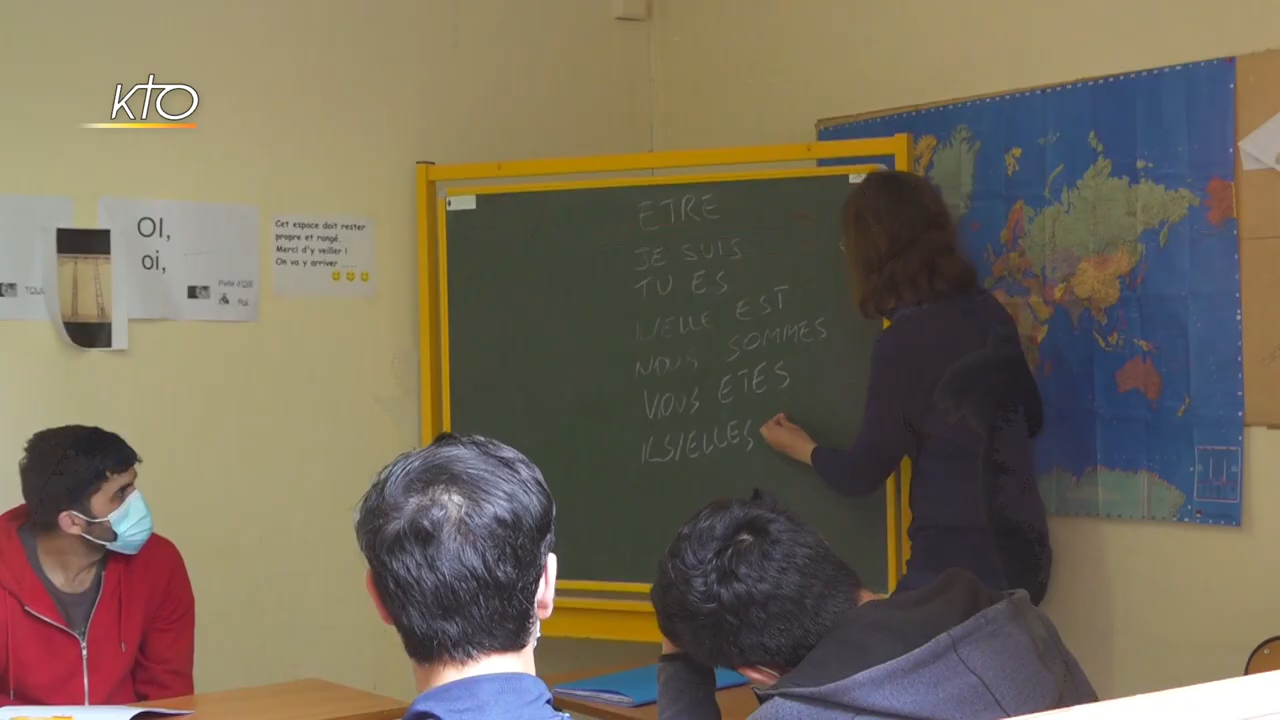 KTO
OI,
oi,
Cet espace doit rester
propre et rangé.
Merci d'y veiller !
On va y arriver ....
ETRE
JE SUIS
TU ES
IL/ELLE EST
NOUS SOMMES
VOUS ETES
ILS/ELLES